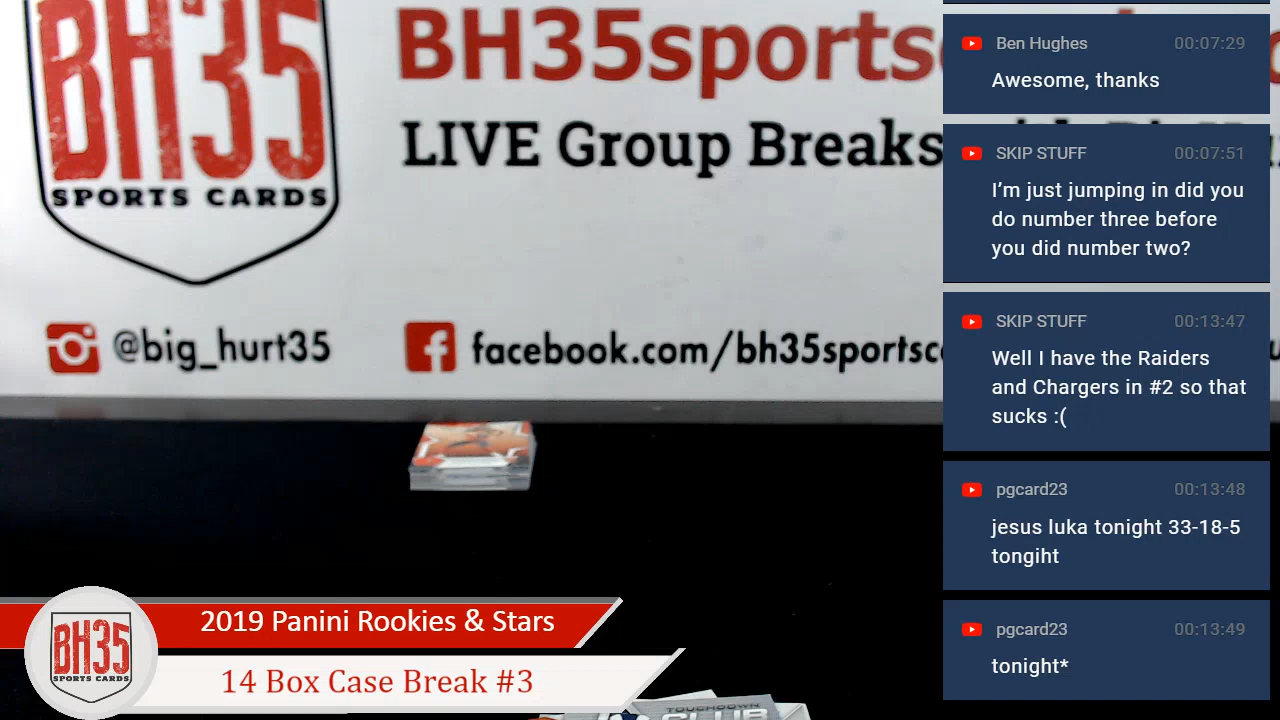 BH35
SPORTS CARDS
BH35sports
LIVE Group Breaks
@big_hurt35
facebook.com/bh35sportsc
Ben Hughes 00:07:29
Awesome, thanks
SKIP STUFF 00:07:51
I’m just jumping in did you
do number three before
you did number two?
SKIP STUFF 00:13:47
Well I have the Raiders
and Chargers in #2 so that
sucks :(
pgcard23 00:13:48
jesus luka tonight 33-18-5
tongiht
pgcard23 00:13:49
tonight*
2019 Panini Rookies & Stars
14 Box Case Break #3
BH35
SPORTS CARDS
TOUCHDOWN
CLUB